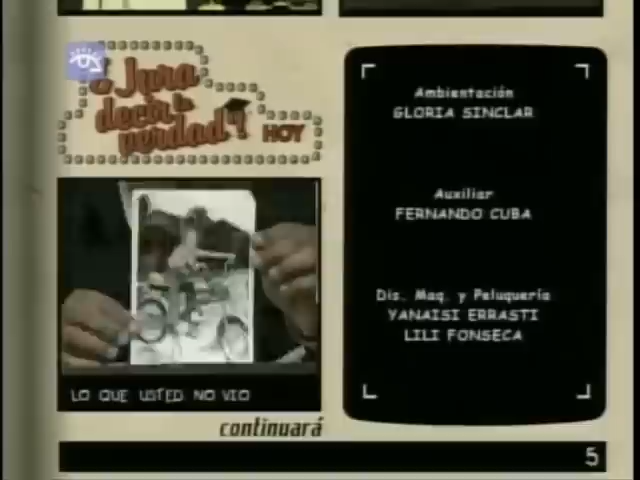 ¿Jura
decir la
verdad?
HOY
LO QUE USTED NO VIO
continuará
Ambientación
GLORIA SINCLAR
Auxiliar
FERNANDO CUBA
Dis. Maq. y Peluquería
YANAISI ERRASTI
LILI FONSECA
5